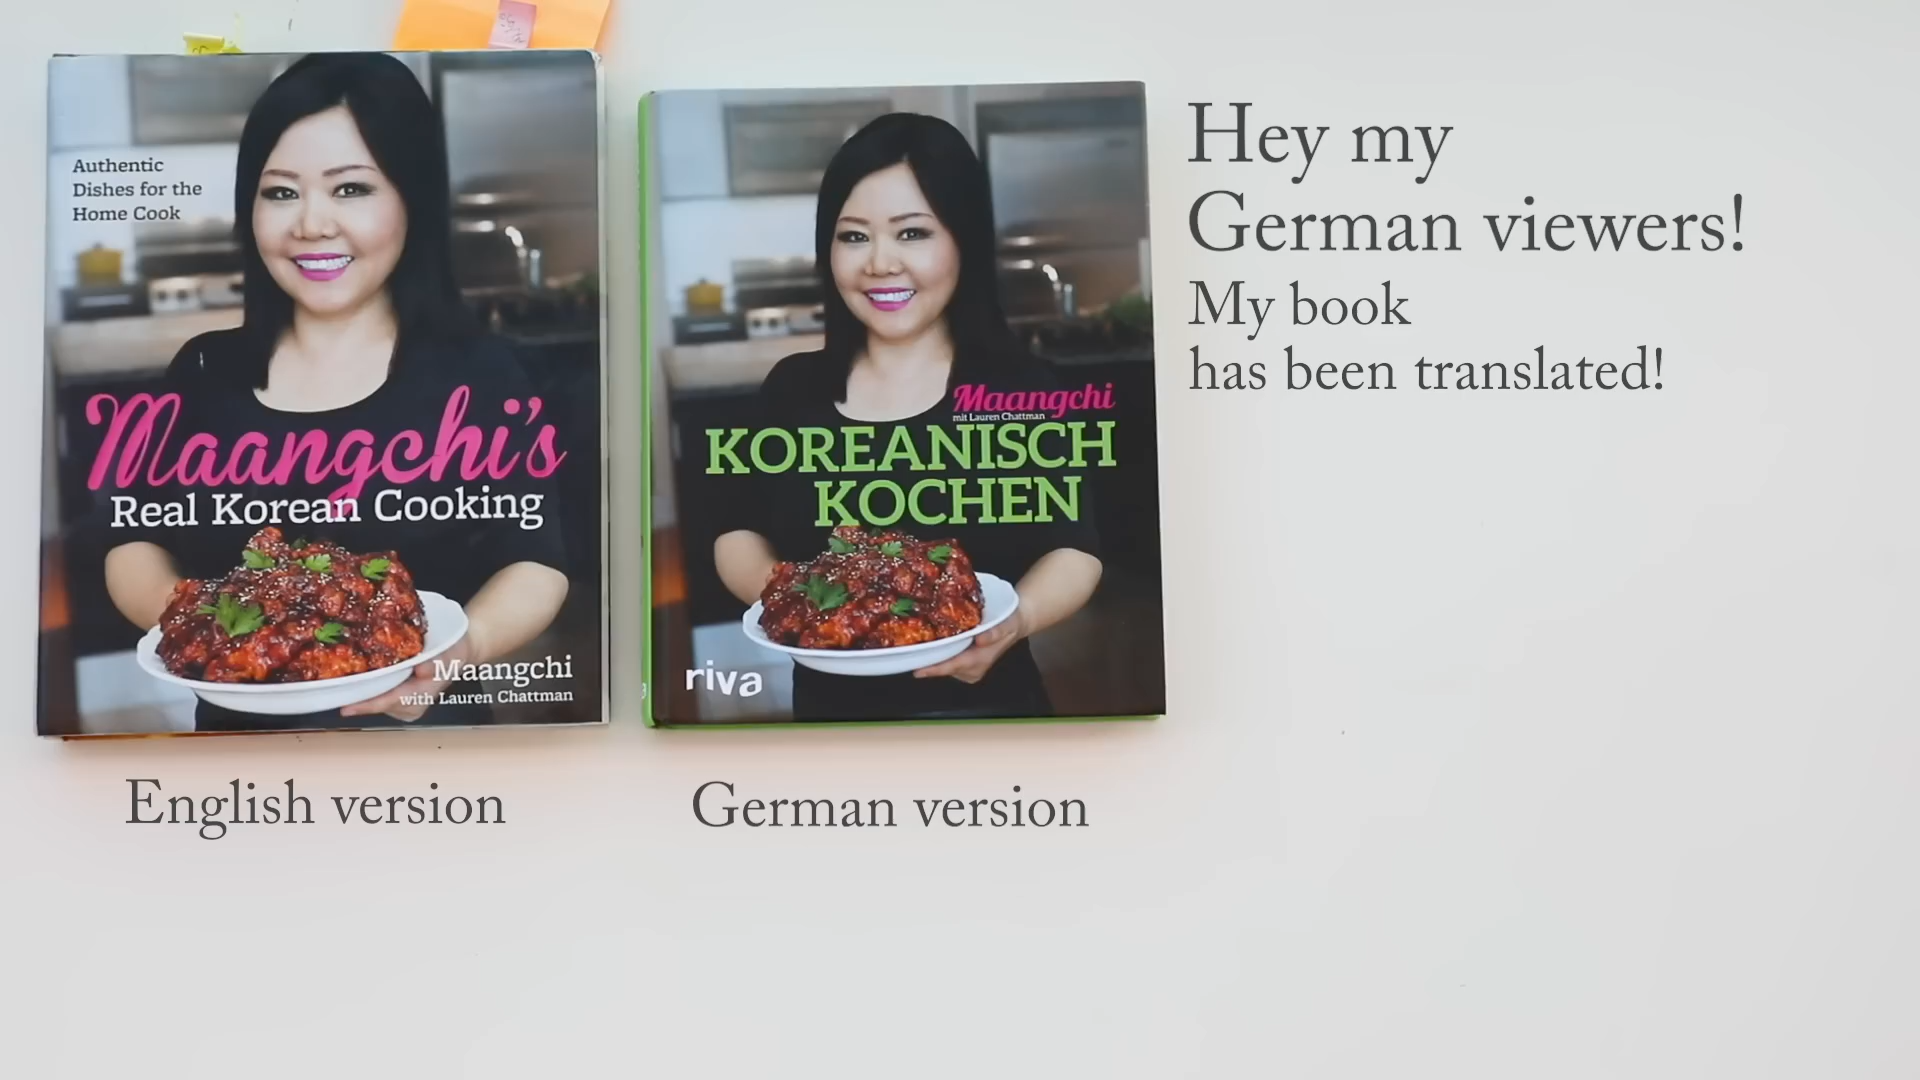 Authentic
Dishes for the
Home Cook
Maangchi's
Real Korean Cooking
Maangchi
with Lauren Chattman
Maangchi
mit Lauren Chattman
KOREANISCH
KOCHEN
riva
Hey my
German viewers!
My book
has been translated!
English version
German version